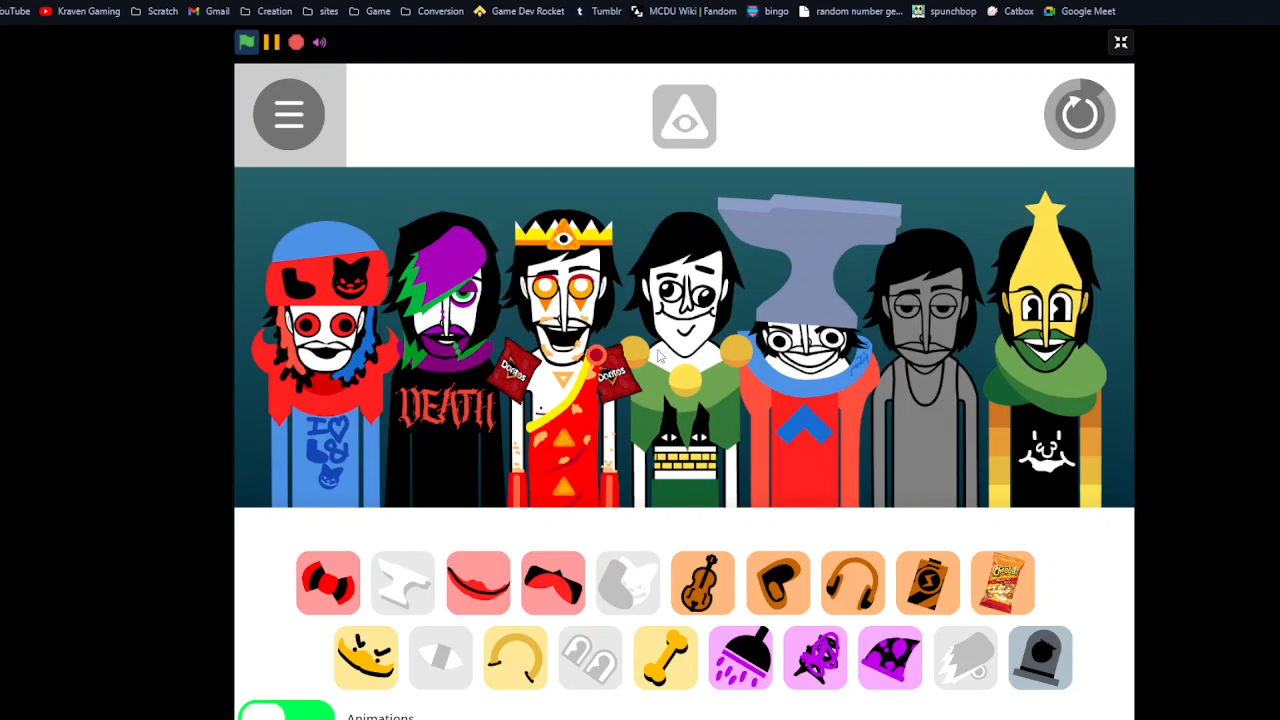 ouTube Kraven Gaming Scratch Gmail Creation sites Game Conversion Game Dev Rocket Tumblr MCDU Wiki | Fandom bingo random number ge... spunchbop Catbox Google Meet
Doritos Doritos
DEATH
Animations